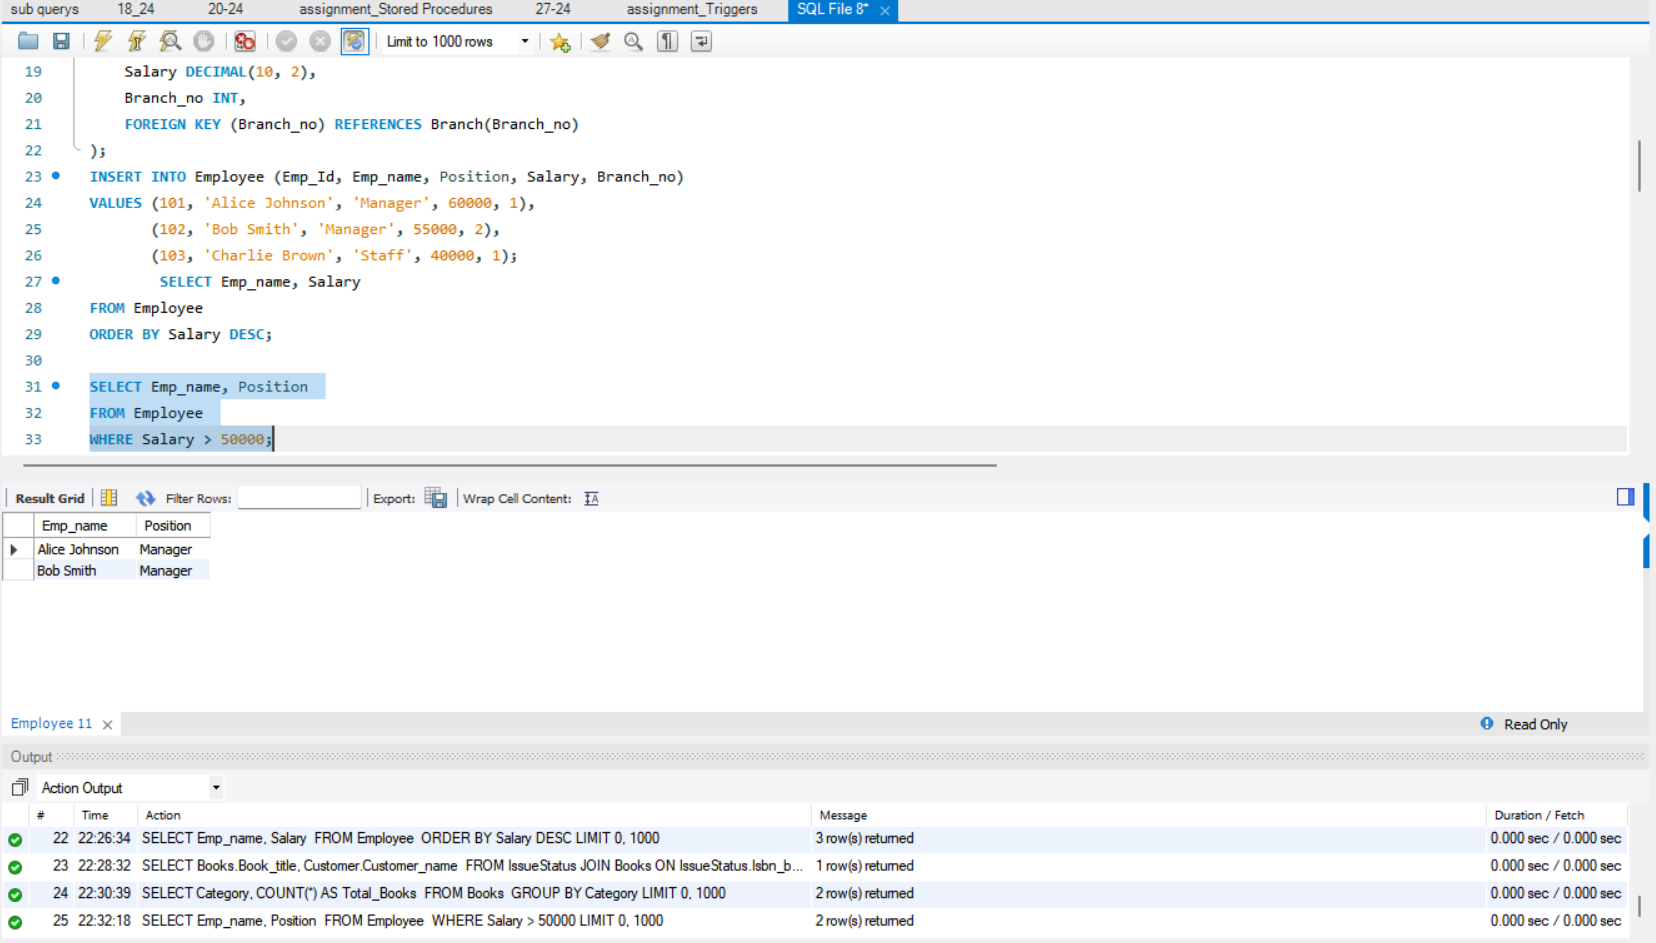 sub querys 18_24 20-24 assignment_Stored Procedures 27-24 assignment_Triggers SQL File 8* ×
Limit to 1000 rows
19 Salary DECIMAL(10, 2),
20 Branch_no INT,
21 FOREIGN KEY (Branch_no) REFERENCES Branch(Branch_no)
22 );
23 INSERT INTO Employee (Emp_Id, Emp_name, Position, Salary, Branch_no)
24 VALUES (101, 'Alice Johnson', 'Manager', 60000, 1),
25 (102, 'Bob Smith', 'Manager', 55000, 2),
26 (103, 'Charlie Brown', 'Staff', 40000, 1);
27 SELECT Emp_name, Salary
28 FROM Employee
29 ORDER BY Salary DESC;
30
31 SELECT Emp_name, Position
32 FROM Employee
33 WHERE Salary > 50000;
Result Grid Filter Rows: Export: Wrap Cell Content:
Emp_name Position
Alice Johnson Manager
Bob Smith Manager
Employee 11 × Read Only
Output
Action Output
# Time Action Message Duration / Fetch
22 22:26:34 SELECT Emp_name, Salary FROM Employee ORDER BY Salary DESC LIMIT 0, 1000 3 row(s) returned 0.000 sec / 0.000 sec
23 22:28:32 SELECT Books.Book_title, Customer.Customer_name FROM IssueStatus JOIN Books ON IssueStatus.Isbn_b... 1 row(s) returned 0.000 sec / 0.000 sec
24 22:30:39 SELECT Category, COUNT(*) AS Total_Books FROM Books GROUP BY Category LIMIT 0, 1000 2 row(s) returned 0.000 sec / 0.000 sec
25 22:32:18 SELECT Emp_name, Position FROM Employee WHERE Salary > 50000 LIMIT 0, 1000 2 row(s) returned 0.000 sec / 0.000 sec